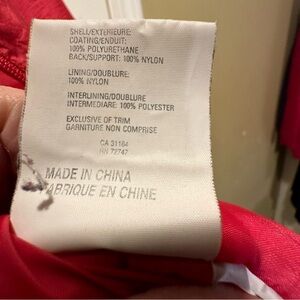 SHELL/EXTERIEURE:
COATING/ENDUIT:
100% POLYURETHANE
BACK/SUPPORT: 100% NYLON
LINING/DOUBLURE:
100% NYLON
INTERLINING/DOUBLURE
INTERMEDIARE: 100% POLYESTER
EXCLUSIVE OF TRIM
GARNITURE NON COMPRISE
CA 31164
RN 72747
MADE IN CHINA
FABRIQUE EN CHINE